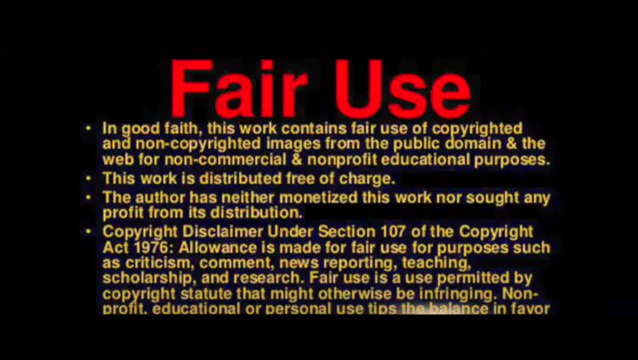 Fair Use
• In good faith, this work contains fair use of copyrighted
and non-copyrighted images from the public domain & the
web for non-commercial & nonprofit educational purposes.
• This work is distributed free of charge.
• The author has neither monetized this work nor sought any
profit from its distribution.
• Copyright Disclaimer Under Section 107 of the Copyright
Act 1976: Allowance is made for fair use for purposes such
as criticism, comment, news reporting, teaching,
scholarship, and research. Fair use is a use permitted by
copyright statute that might otherwise be infringing. Non-
profit, educational or personal use tips the balance in favor